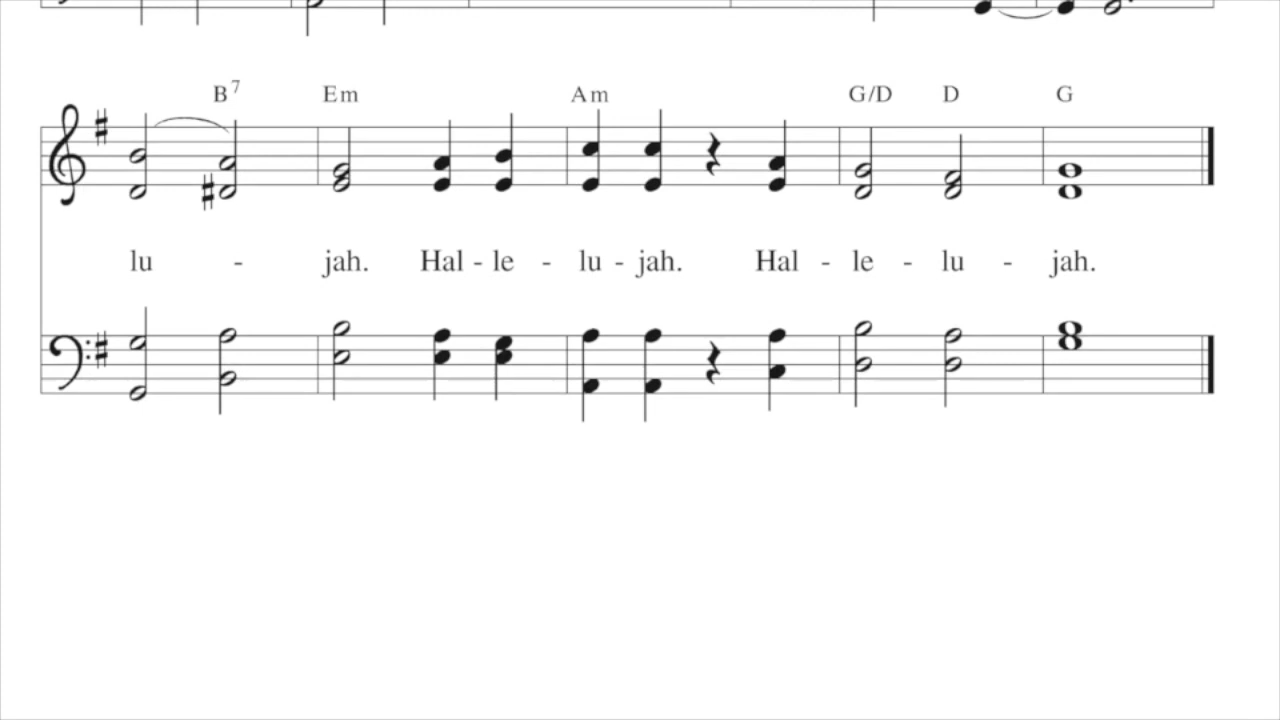 B7 Em Am G/D D G
lu - jah. Hal - le - lu - jah. Hal - le - lu - jah.